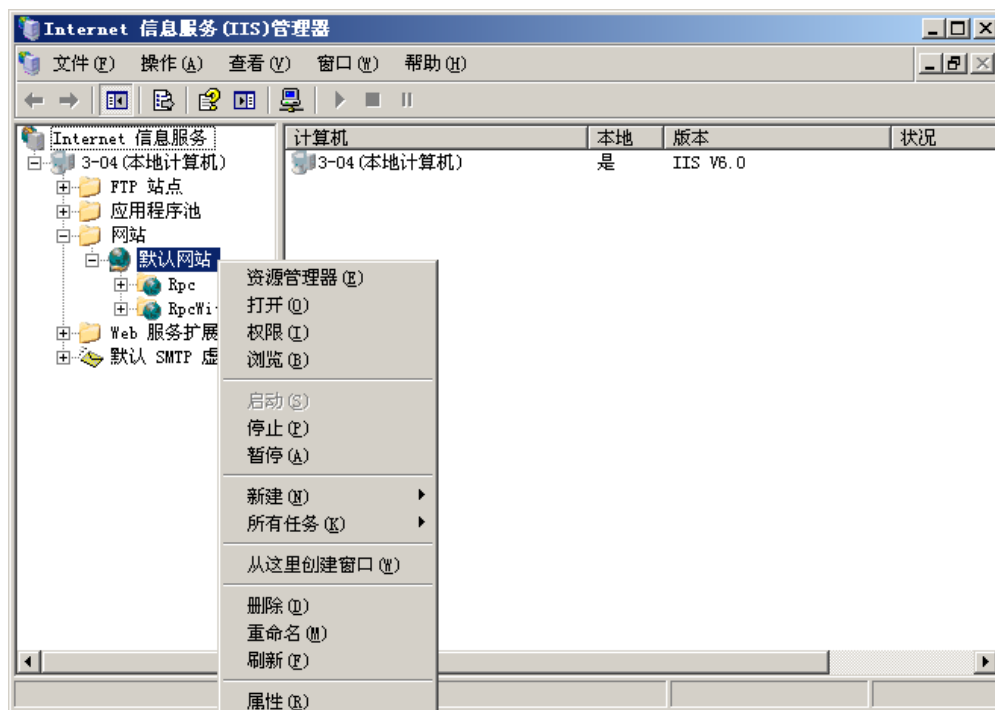 Internet 信息服务(IIS)管理器
文件(F) 操作(A) 查看(V) 窗口(W) 帮助(H)
Internet 信息服务
计算机 本地 版本 状况
3-04(本地计算机)
3-04(本地计算机) 是 IIS V6.0
FTP 站点
应用程序池
网站
默认网站
Rpc
RpcWi
Web 服务扩展
默认 SMTP 虚
资源管理器(E)
打开(O)
权限(I)
浏览(B)
启动(S)
停止(P)
暂停(A)
新建(N)
所有任务(K)
从这里创建窗口(W)
删除(D)
重命名(M)
刷新(F)
属性(R)